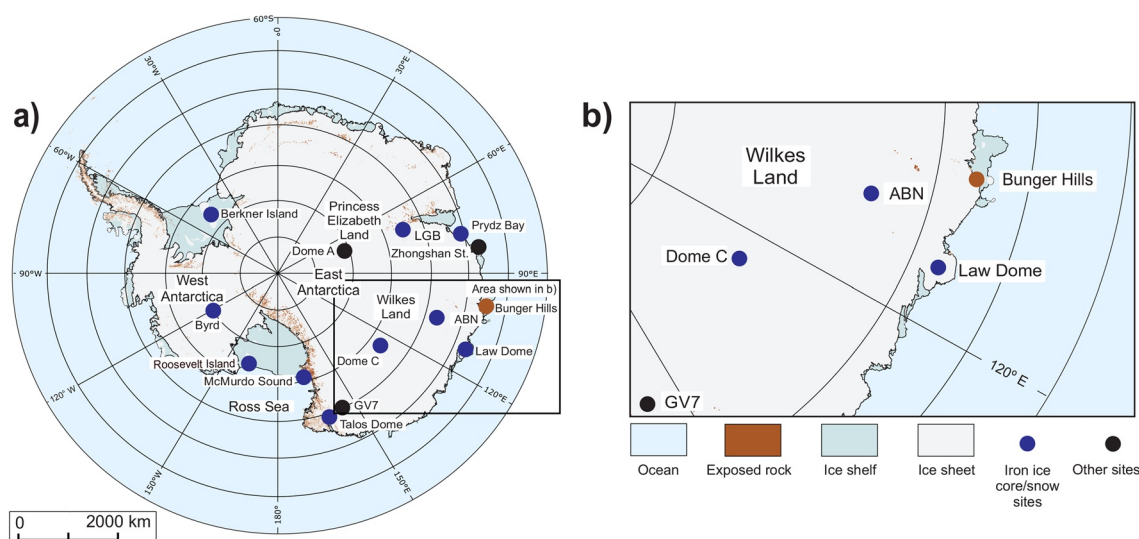 a)
60°S
0°
30°W
30°E
60°W
60°E
Berkner Island
Princess
Elizabeth
Land
LGB
Prydz Bay
Dome A
Zhongshan St.
90°W
90°E
West
Antarctica
East
Antarctica
Area shown in b)
Wilkes
Land
Bunger Hills
Byrd
ABN
Roosevelt Island
Dome C
Law Dome
McMurdo Sound
Ross Sea
GV7
Talos Dome
120° W
120°E
150°W
150°E
180°
0
2000 km
b)
Wilkes
Land
ABN
Bunger Hills
Dome C
Law Dome
120° E
GV7
Ocean
Exposed rock
Ice shelf
Ice sheet
Iron ice
core/snow
sites
Other sites